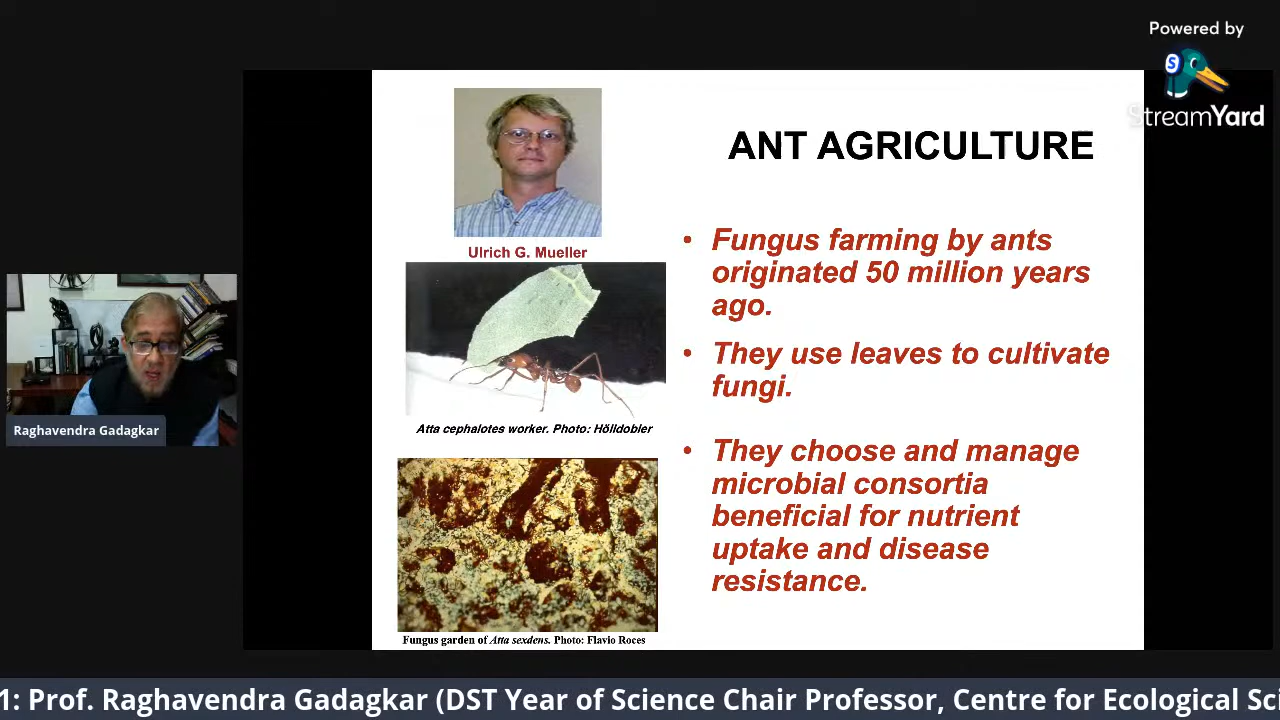 Powered by
StreamYard
ANT AGRICULTURE
Ulrich G. Mueller
• Fungus farming by ants
originated 50 million years
ago.
• They use leaves to cultivate
fungi.
Atta cephalotes worker. Photo: Hölldobler
• They choose and manage
microbial consortia
beneficial for nutrient
uptake and disease
resistance.
Fungus garden of Atta sexdens. Photo: Flavio Roces
Raghavendra Gadagkar
1: Prof. Raghavendra Gadagkar (DST Year of Science Chair Professor, Centre for Ecological Sci